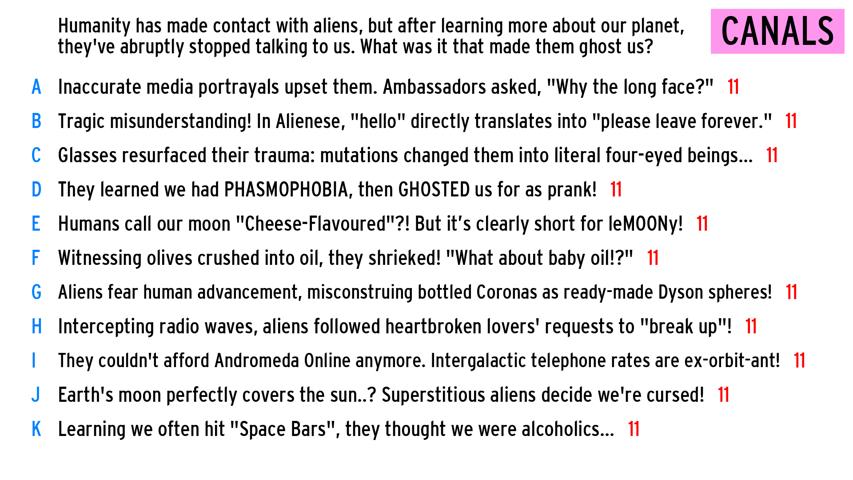 Humanity has made contact with aliens, but after learning more about our planet,
they've abruptly stopped talking to us. What was it that made them ghost us?
CANALS
A Inaccurate media portrayals upset them. Ambassadors asked, "Why the long face?" 11
B Tragic misunderstanding! In Alienese, "hello" directly translates into "please leave forever." 11
C Glasses resurfaced their trauma: mutations changed them into literal four-eyed beings... 11
D They learned we had PHASMOPHOBIA, then GHOSTED us for as prank! 11
E Humans call our moon "Cheese-Flavoured"?! But it's clearly short for leMOONy! 11
F Witnessing olives crushed into oil, they shrieked! "What about baby oil!?" 11
G Aliens fear human advancement, misconstruing bottled Coronas as ready-made Dyson spheres! 11
H Intercepting radio waves, aliens followed heartbroken lovers' requests to "break up"! 11
I They couldn't afford Andromeda Online anymore. Intergalactic telephone rates are ex-orbit-ant! 11
J Earth's moon perfectly covers the sun..? Superstitious aliens decide we're cursed! 11
K Learning we often hit "Space Bars", they thought we were alcoholics... 11